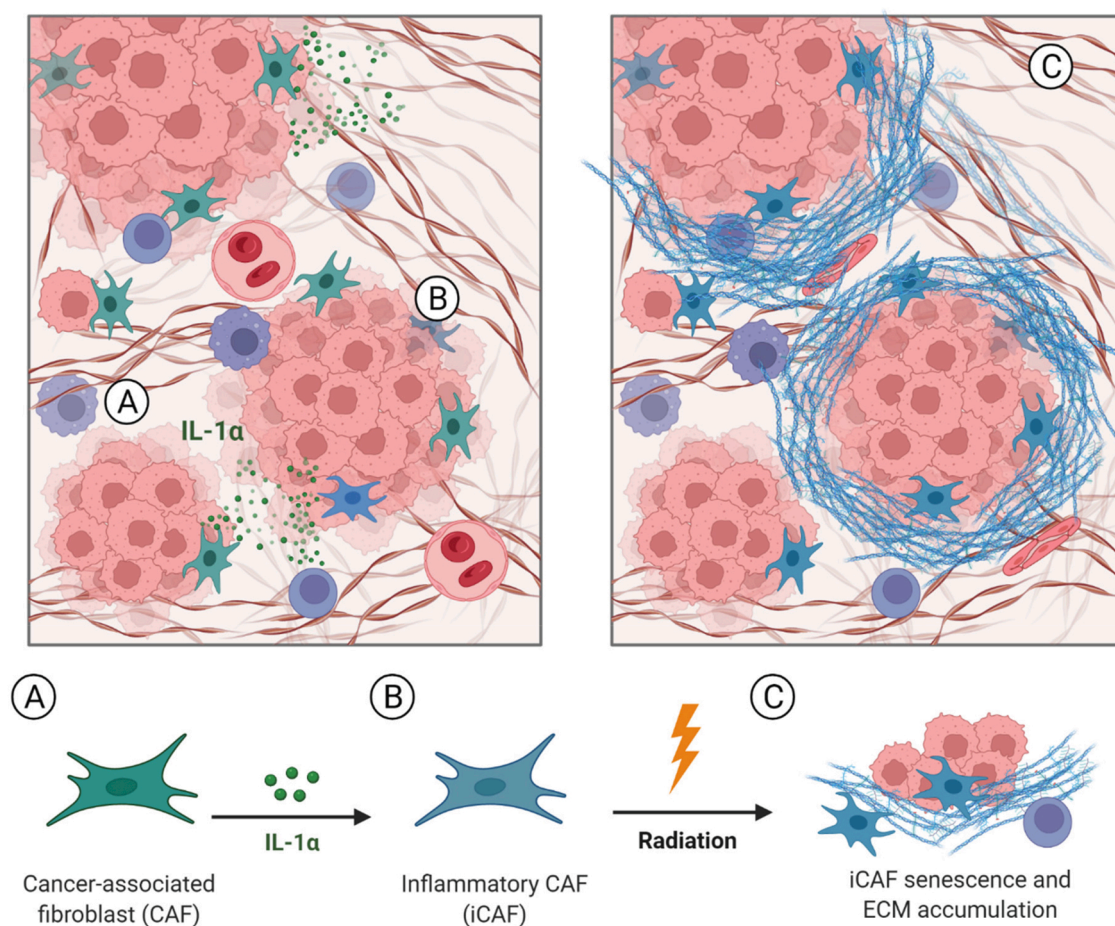 C
B
A
IL-1α
A
B
C
IL-1α
Radiation
Cancer-associated
fibroblast (CAF)
Inflammatory CAF
(iCAF)
iCAF senescence and
ECM accumulation